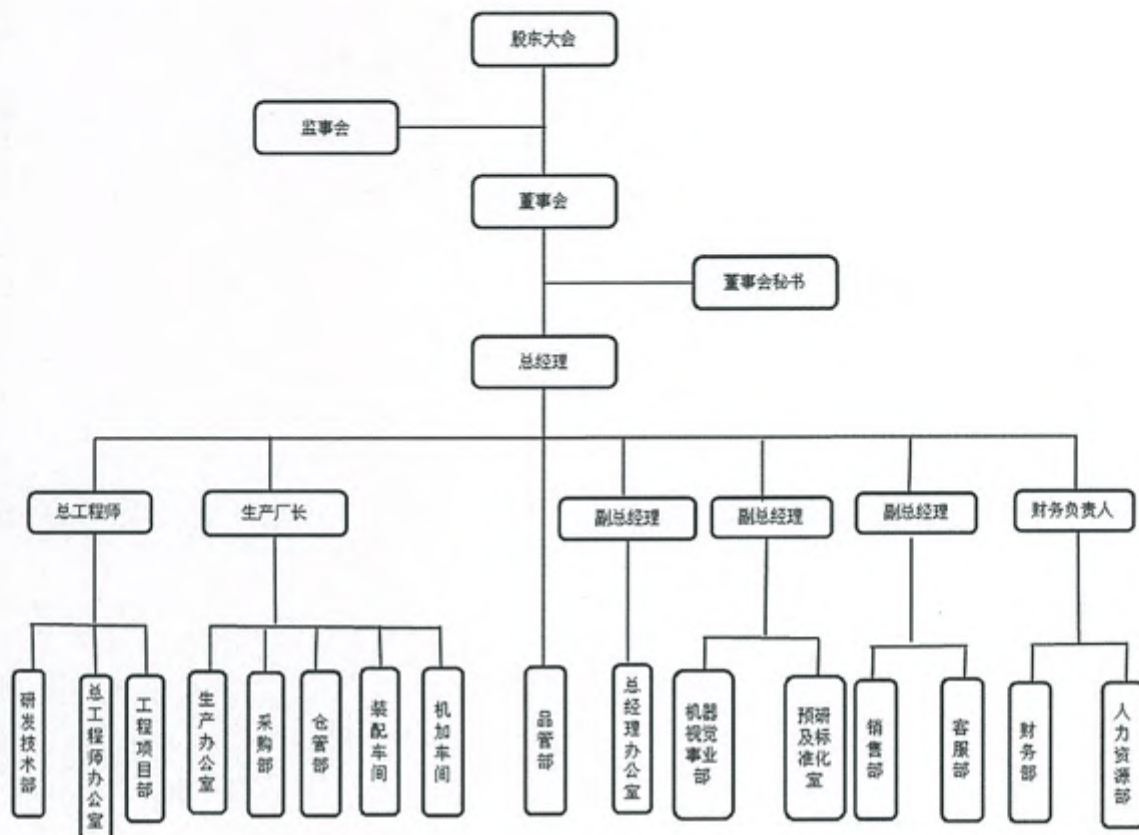 股东大会
监事会
董事会
董事会秘书
总经理
总工程师
生产厂长
副总经理
副总经理
副总经理
财务负责人
研发技术部
总工程师办公室
工程项目部
生产办公室
采购部
仓管部
装配车间
机加车间
品管部
总经理办公室
机器
视觉
事业
部
预研
及标
准化
室
销售部
客服部
财务部
人力资源部